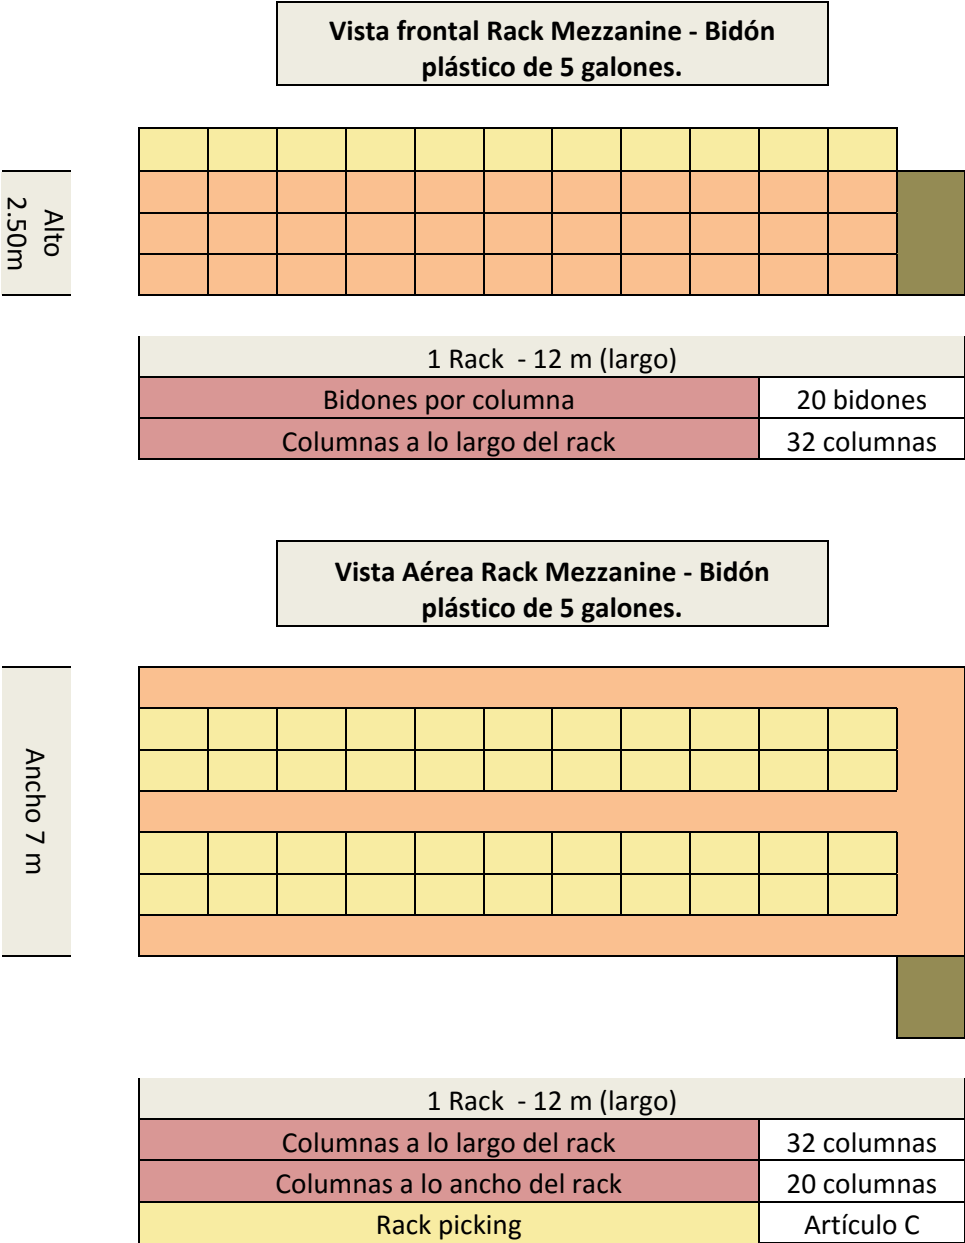 Vista frontal Rack Mezzanine - Bidón
plástico de 5 galones.
Alto
2.50m
1 Rack - 12 m (largo)
Bidones por columna 20 bidones
Columnas a lo largo del rack 32 columnas
Vista Aérea Rack Mezzanine - Bidón
plástico de 5 galones.
Ancho 7 m
1 Rack - 12 m (largo)
Columnas a lo largo del rack 32 columnas
Columnas a lo ancho del rack 20 columnas
Rack picking Artículo C